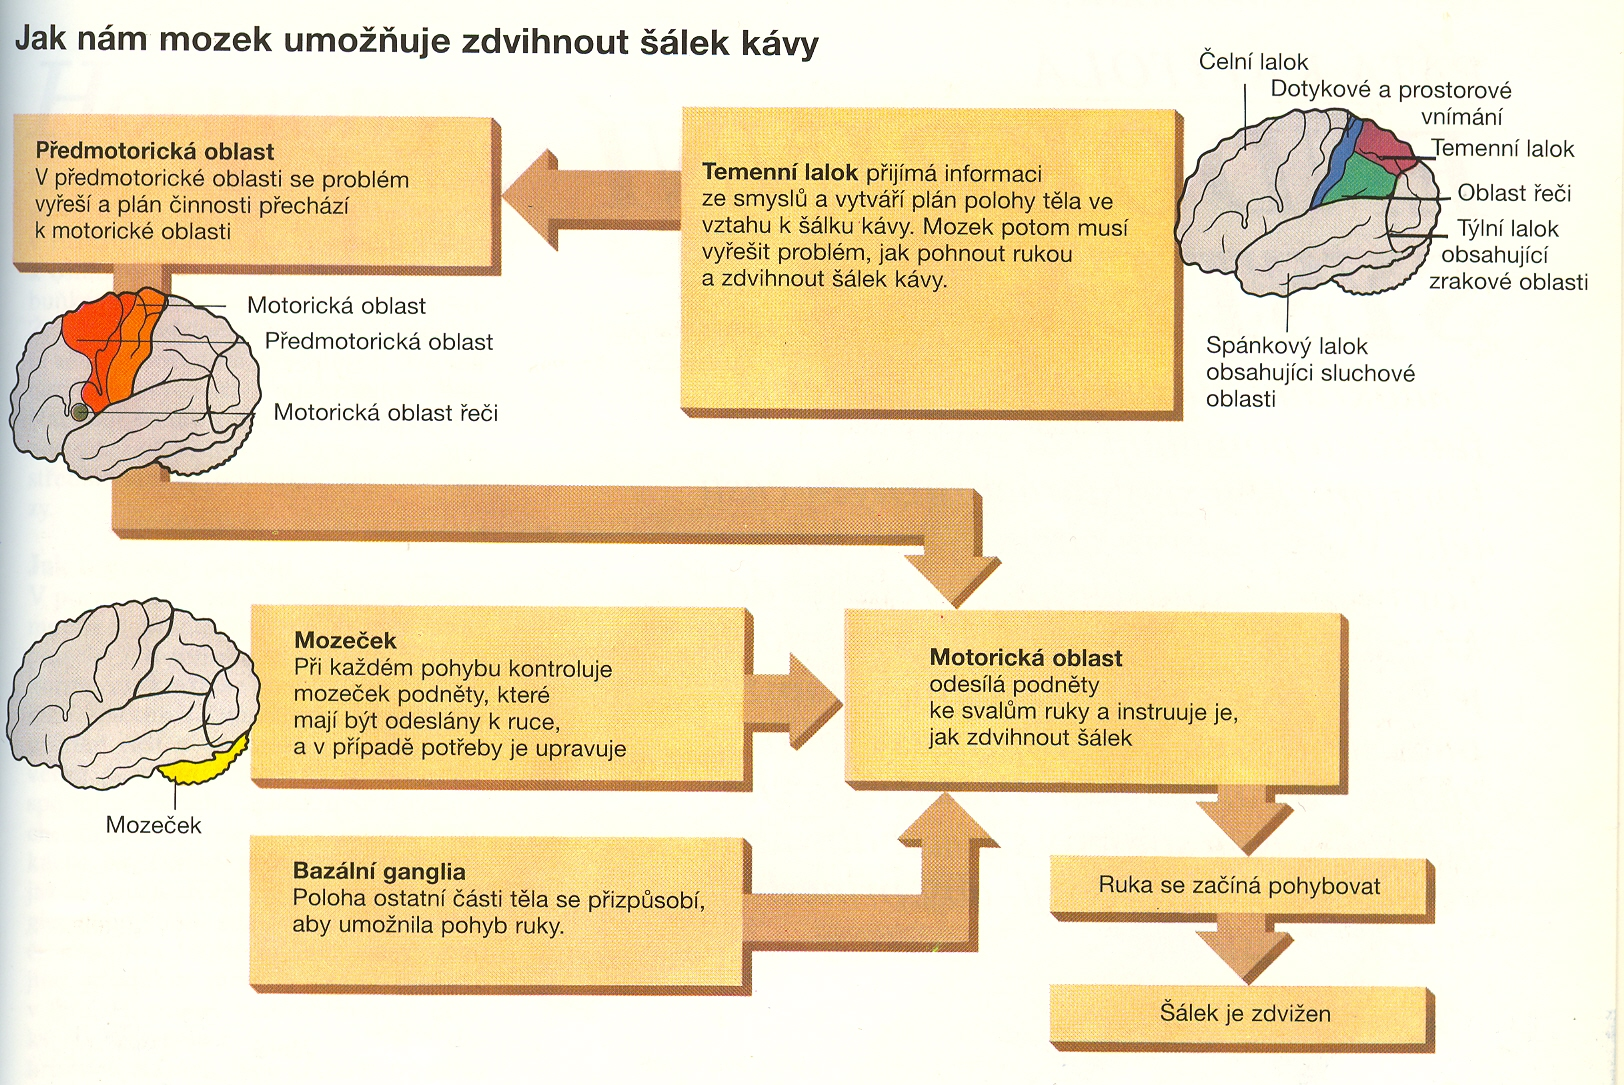 Jak nám mozek umožňuje zdvihnout šálek kávy
Předmotorická oblast
V předmotorické oblasti se problém
vyřeší a plán činnosti přechází
k motorické oblasti
Temenní lalok přijímá informaci
ze smyslů a vytváří plán polohy těla ve
vztahu k šálku kávy. Mozek potom musí
vyřešit problém, jak pohnout rukou
a zdvihnout šálek kávy.
Čelní lalok
Dotykové a prostorové
vnímání
Temenní lalok
Oblast řeči
Týlní lalok
obsahující
zrakové oblasti
Spánkový lalok
obsahujíci sluchové
oblasti
Motorická oblast
Předmotorická oblast
Motorická oblast řeči
Mozeček
Při každém pohybu kontroluje
mozeček podněty, které
mají být odeslány k ruce,
a v případě potřeby je upravuje
Mozeček
Motorická oblast
odesílá podněty
ke svalům ruky a instruuje je,
jak zdvihnout šálek
Bazální ganglia
Poloha ostatní části těla se přizpůsobí,
aby umožnila pohyb ruky.
Ruka se začíná pohybovat
Šálek je zdvižen